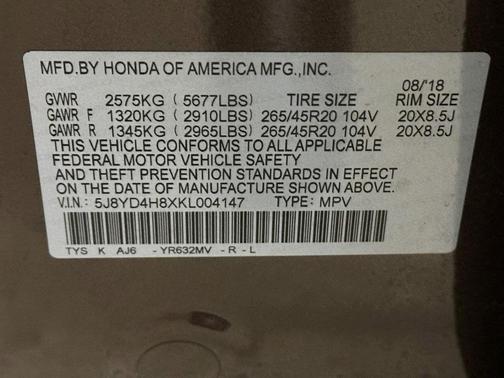 MFD.BY HONDA OF AMERICA MFG.,INC.
08/'18
GVWR 2575KG ( 5677LBS) TIRE SIZE RIM SIZE
GAWR F 1320KG ( 2910LBS) 265/45R20 104V 20X8.5J
GAWR R 1345KG ( 2965LBS) 265/45R20 104V 20X8.5J
THIS VEHICLE CONFORMS TO ALL APPLICABLE
FEDERAL MOTOR VEHICLE SAFETY
AND THEFT PREVENTION STANDARDS IN EFFECT
ON THE DATE OF MANUFACTURE SHOWN ABOVE.
V.I.N.: 5J8YD4H8XKL004147 TYPE: MPV
TYS K AJ6 - YR632MV - R - L